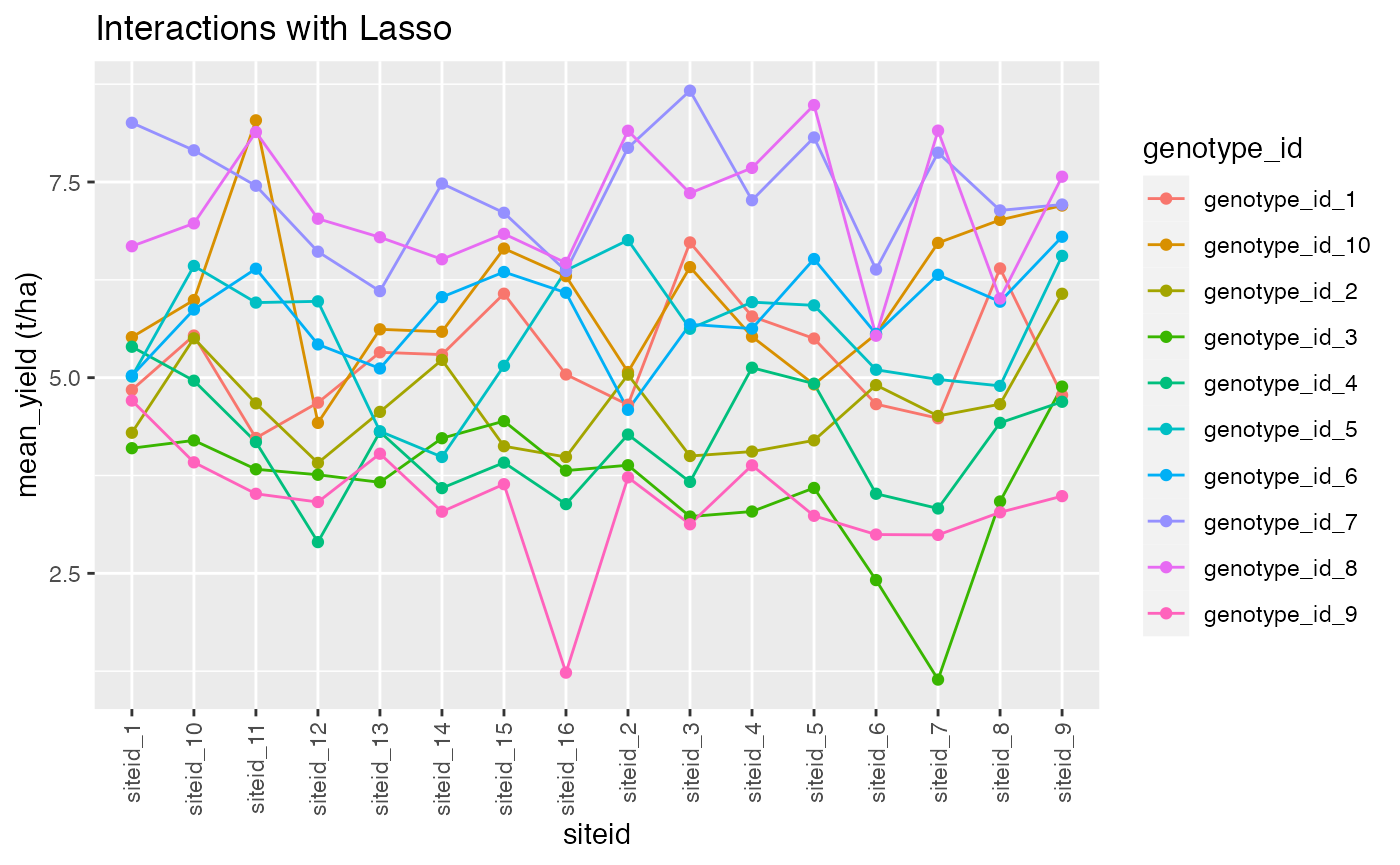 Interactions with Lasso
mean_yield (t/ha)
7.5
5.0
2.5
siteid_1
siteid_10
siteid_11
siteid_12
siteid_13
siteid_14
siteid_15
siteid_16
siteid_2
siteid_3
siteid_4
siteid_5
siteid_6
siteid_7
siteid_8
siteid_9
siteid
genotype_id
genotype_id_1
genotype_id_10
genotype_id_2
genotype_id_3
genotype_id_4
genotype_id_5
genotype_id_6
genotype_id_7
genotype_id_8
genotype_id_9